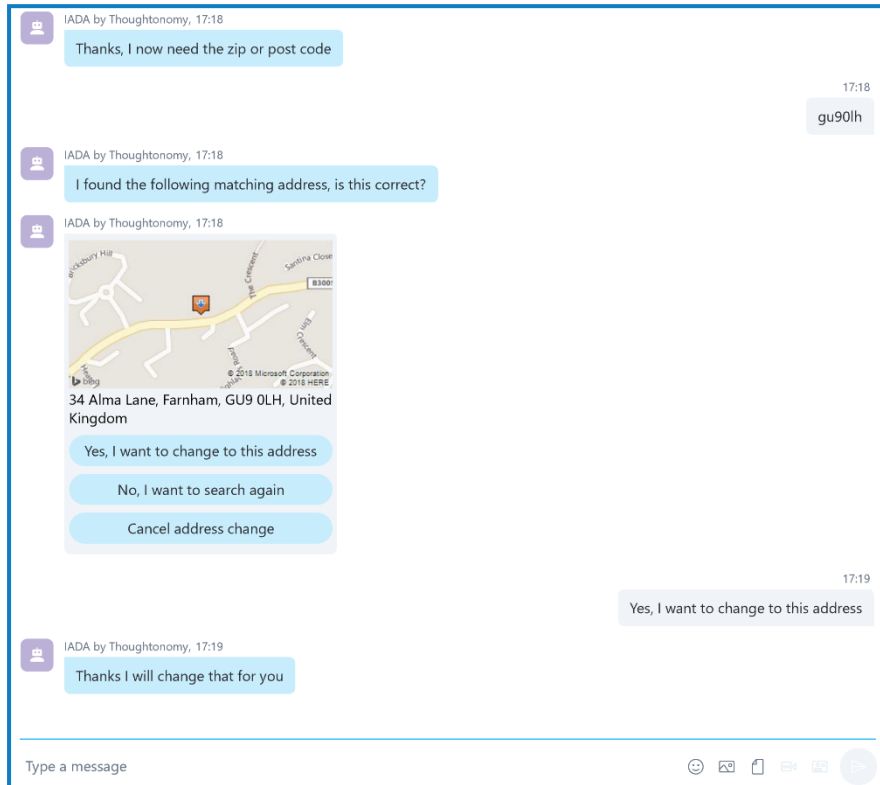 IADA by Thoughtonomy, 17:18
Thanks, I now need the zip or post code
17:18
gu90lh
IADA by Thoughtonomy, 17:18
I found the following matching address, is this correct?
IADA by Thoughtonomy, 17:18
Hill
The Crescent
Santina Close
B300
Elm Crescent
Road
bing
© 2018 Microsoft Corporation
© 2018 HERE
34 Alma Lane, Farnham, GU9 0LH, United
Kingdom
Yes, I want to change to this address
No, I want to search again
Cancel address change
17:19
Yes, I want to change to this address
IADA by Thoughtonomy, 17:19
Thanks I will change that for you
Type a message